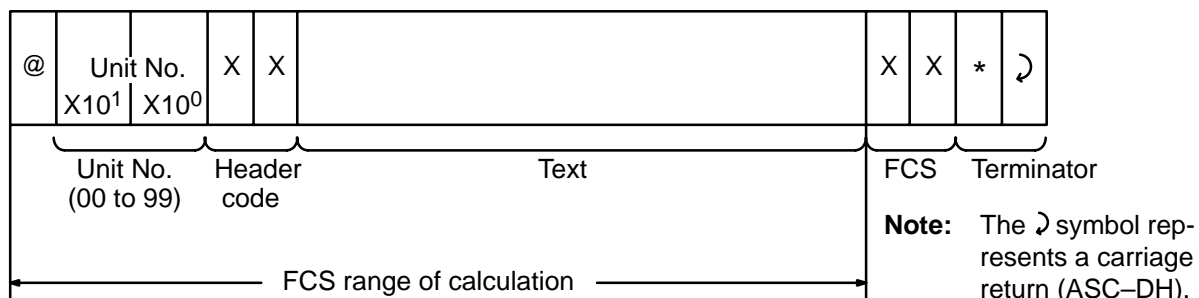 @ Unit No. X X X X * ⤸
X10¹ X10⁰
Unit No. Header Text FCS Terminator
(00 to 99) code
Note: The ⤸ symbol rep-
resents a carriage
FCS range of calculation
return (ASC–DH).